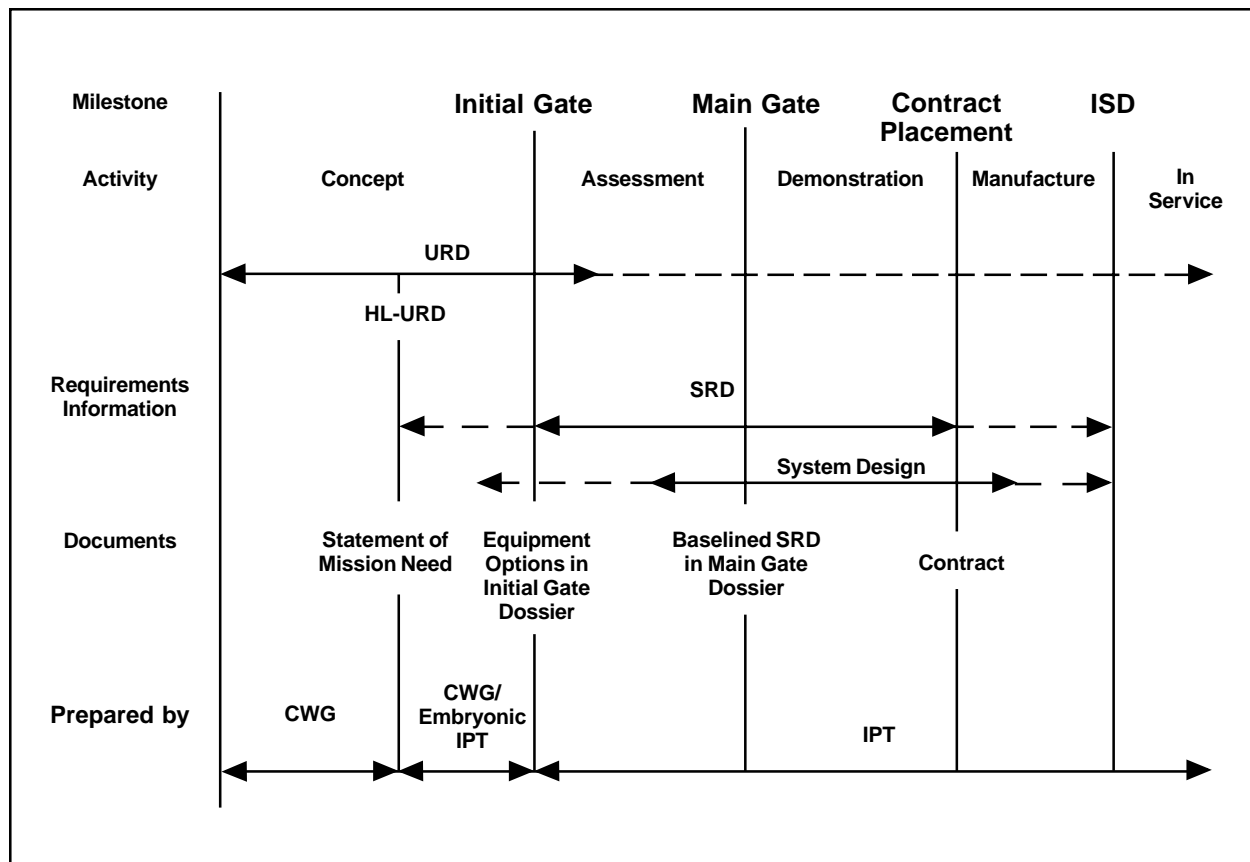 Milestone
Initial Gate
Main Gate
Contract
Placement
ISD
Activity
Concept
Assessment
Demonstration
Manufacture
In
Service
URD
HL-URD
Requirements
Information
SRD
System Design
Documents
Statement of
Mission Need
Equipment
Options in
Initial Gate
Dossier
Baselined SRD
in Main Gate
Dossier
Contract
Prepared by
CWG
CWG/
Embryonic
IPT
IPT